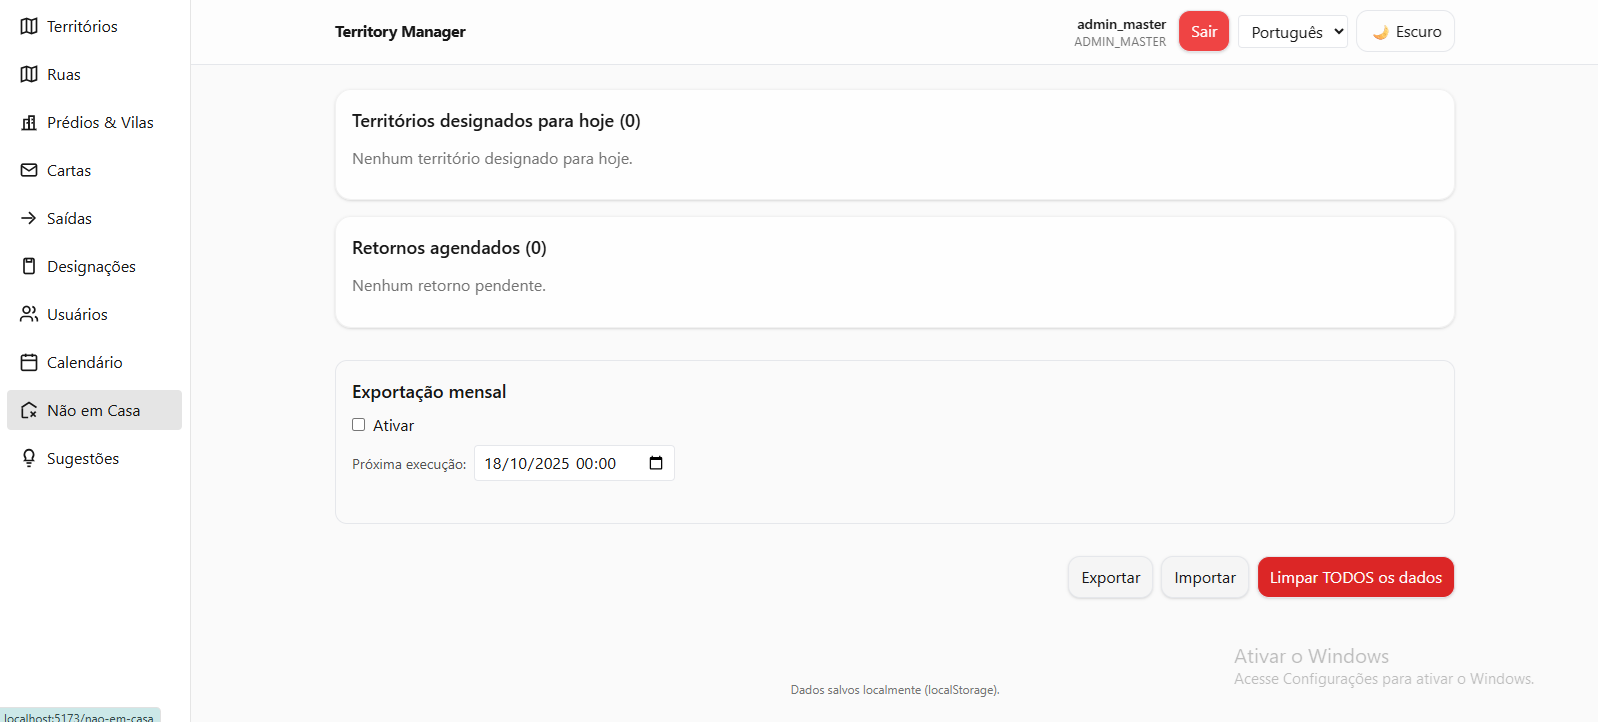 Territórios
Ruas
Prédios & Vilas
Cartas
Saídas
Designações
Usuários
Calendário
Não em Casa
Sugestões
localhost:5173/nao-em-casa
Territory Manager
admin_master
ADMIN_MASTER
Sair
Português
Escuro
Territórios designados para hoje (0)
Nenhum território designado para hoje.
Retornos agendados (0)
Nenhum retorno pendente.
Exportação mensal
Ativar
Próxima execução: 18/10/2025 00:00
Exportar
Importar
Limpar TODOS os dados
Ativar o Windows
Acesse Configurações para ativar o Windows.
Dados salvos localmente (localStorage).